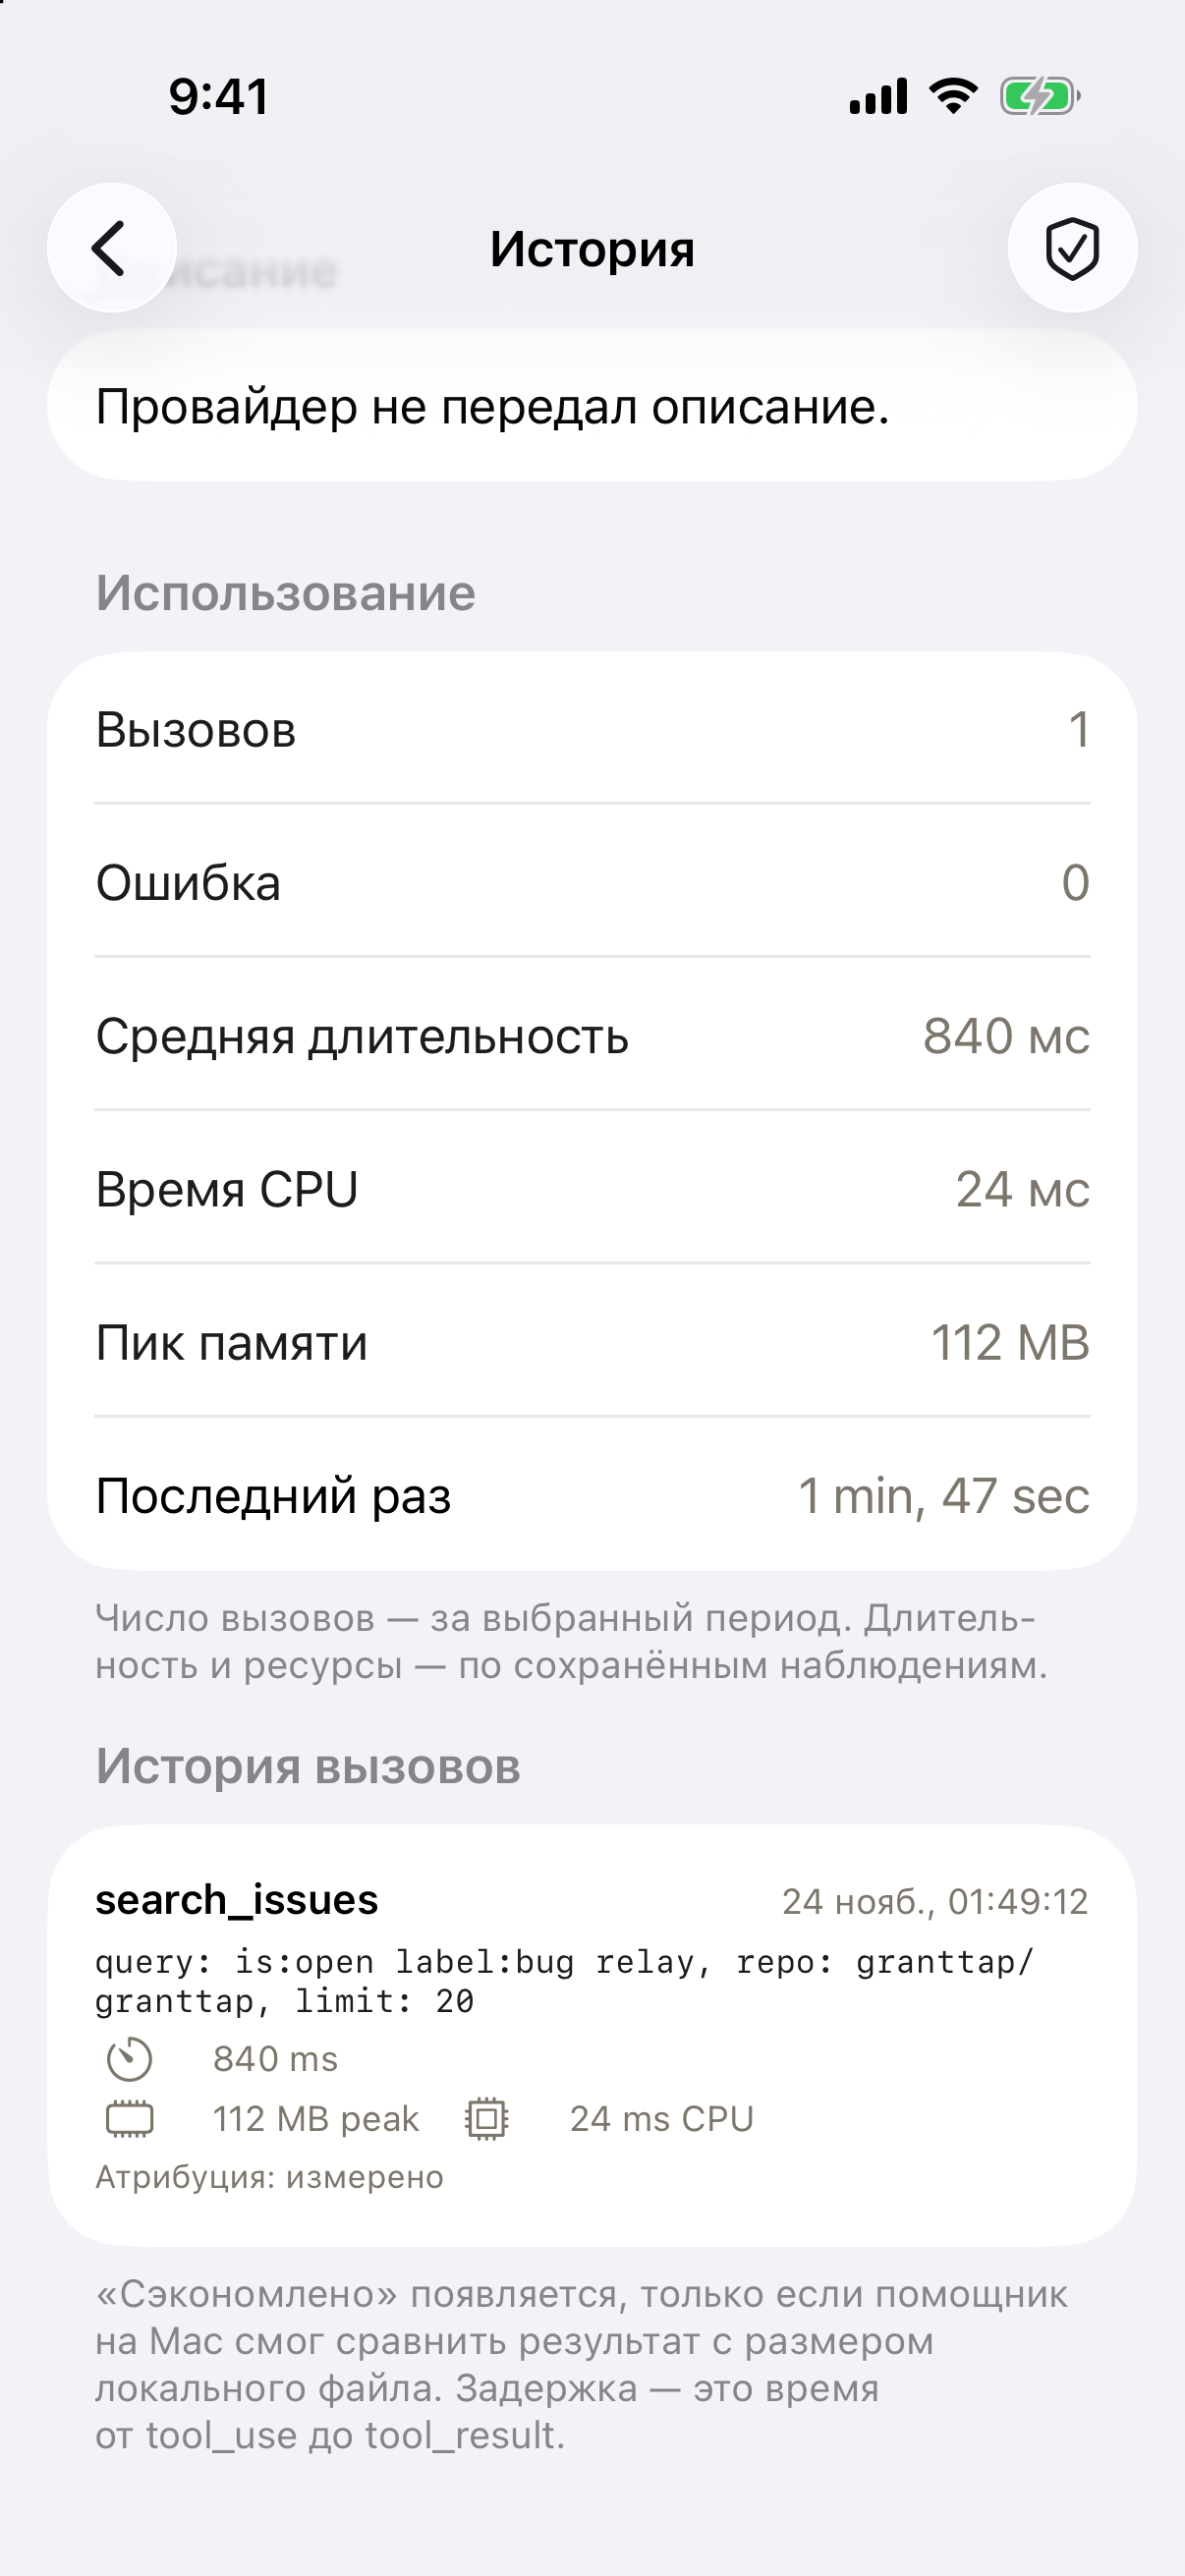 9:41
История
Описание
Провайдер не передал описание.
Использование
Вызовов 1
Ошибка 0
Средняя длительность 840 мс
Время CPU 24 мс
Пик памяти 112 MB
Последний раз 1 min, 47 sec
Число вызовов — за выбранный период. Длитель-
ность и ресурсы — по сохранённым наблюдениям.
История вызовов
search_issues 24 нояб., 01:49:12
query: is:open label:bug relay, repo: granttap/
granttap, limit: 20
840 ms
112 MB peak 24 ms CPU
Атрибуция: измерено
«Сэкономлено» появляется, только если помощник
на Mac смог сравнить результат с размером
локального файла. Задержка — это время
от tool_use до tool_result.